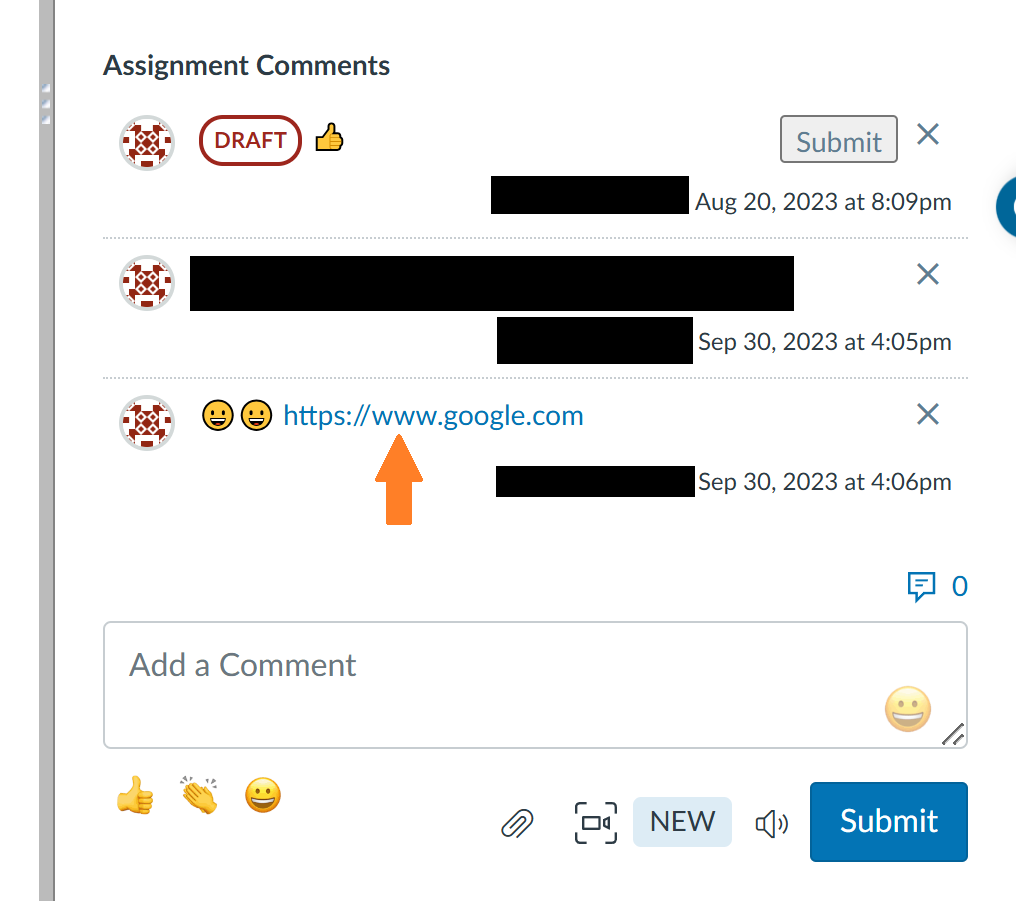 Assignment Comments
DRAFT 👍 Submit
Aug 20, 2023 at 8:09pm
Sep 30, 2023 at 4:05pm
😀😀 https://www.google.com
Sep 30, 2023 at 4:06pm
0
Add a Comment
NEW Submit